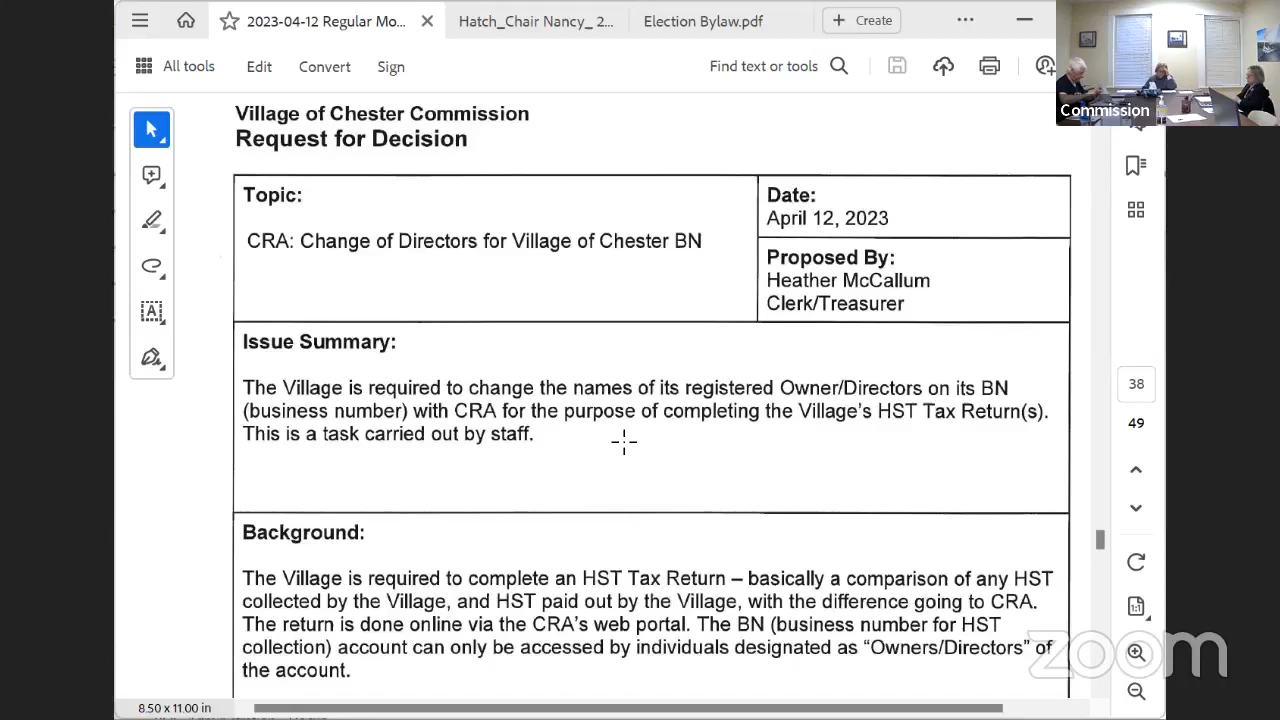 2023-04-12 Regular Mo...
Hatch_Chair Nancy_ 2...
Election Bylaw.pdf
+ Create
All tools
Edit
Convert
Sign
Find text or tools
Commission
Village of Chester Commission
Request for Decision
Topic:
CRA: Change of Directors for Village of Chester BN
Date:
April 12, 2023
Proposed By:
Heather McCallum
Clerk/Treasurer
Issue Summary:
The Village is required to change the names of its registered Owner/Directors on its BN
(business number) with CRA for the purpose of completing the Village's HST Tax Return(s).
This is a task carried out by staff.
Background:
The Village is required to complete an HST Tax Return – basically a comparison of any HST
collected by the Village, and HST paid out by the Village, with the difference going to CRA.
The return is done online via the CRA's web portal. The BN (business number for HST
collection) account can only be accessed by individuals designated as “Owners/Directors” of
the account.
38
49
zoom
8.50 x 11.00 in